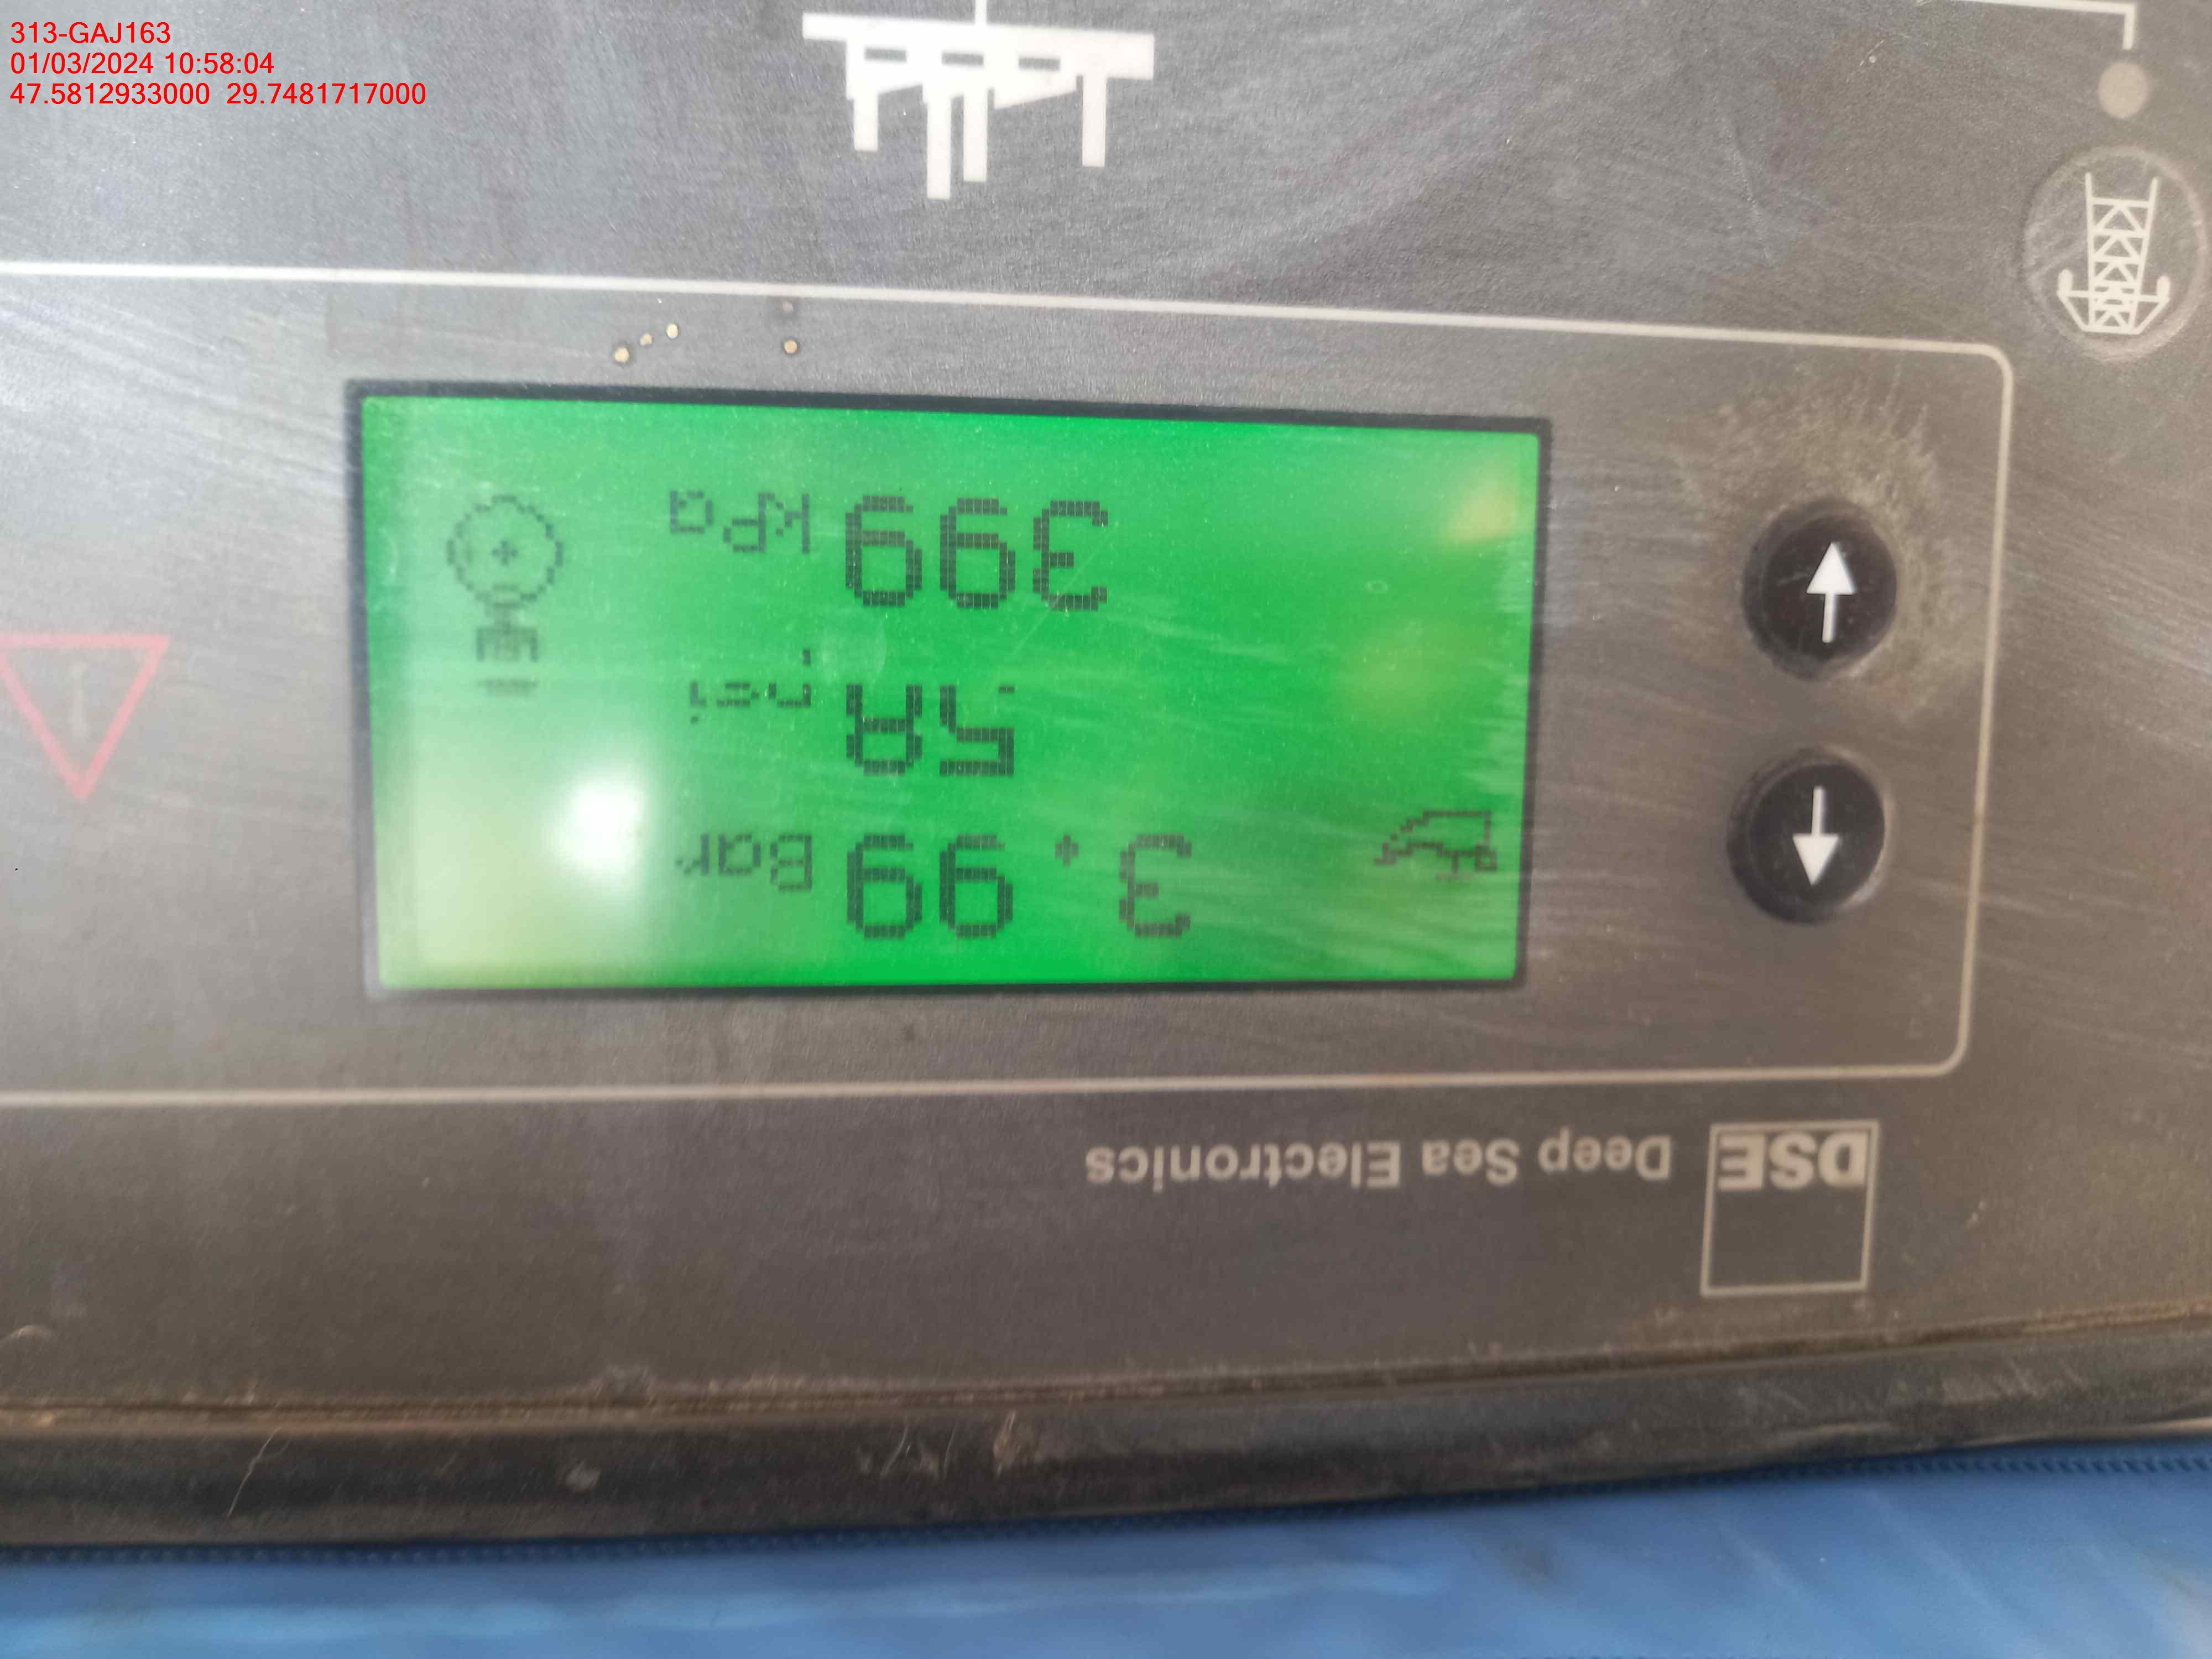 313-GAJ163
01/03/2024 10:58:04
47.5812933000 29.7481717000
DSE Deep Sea Electronics
3.99 Bar
58 psi
399 kPa